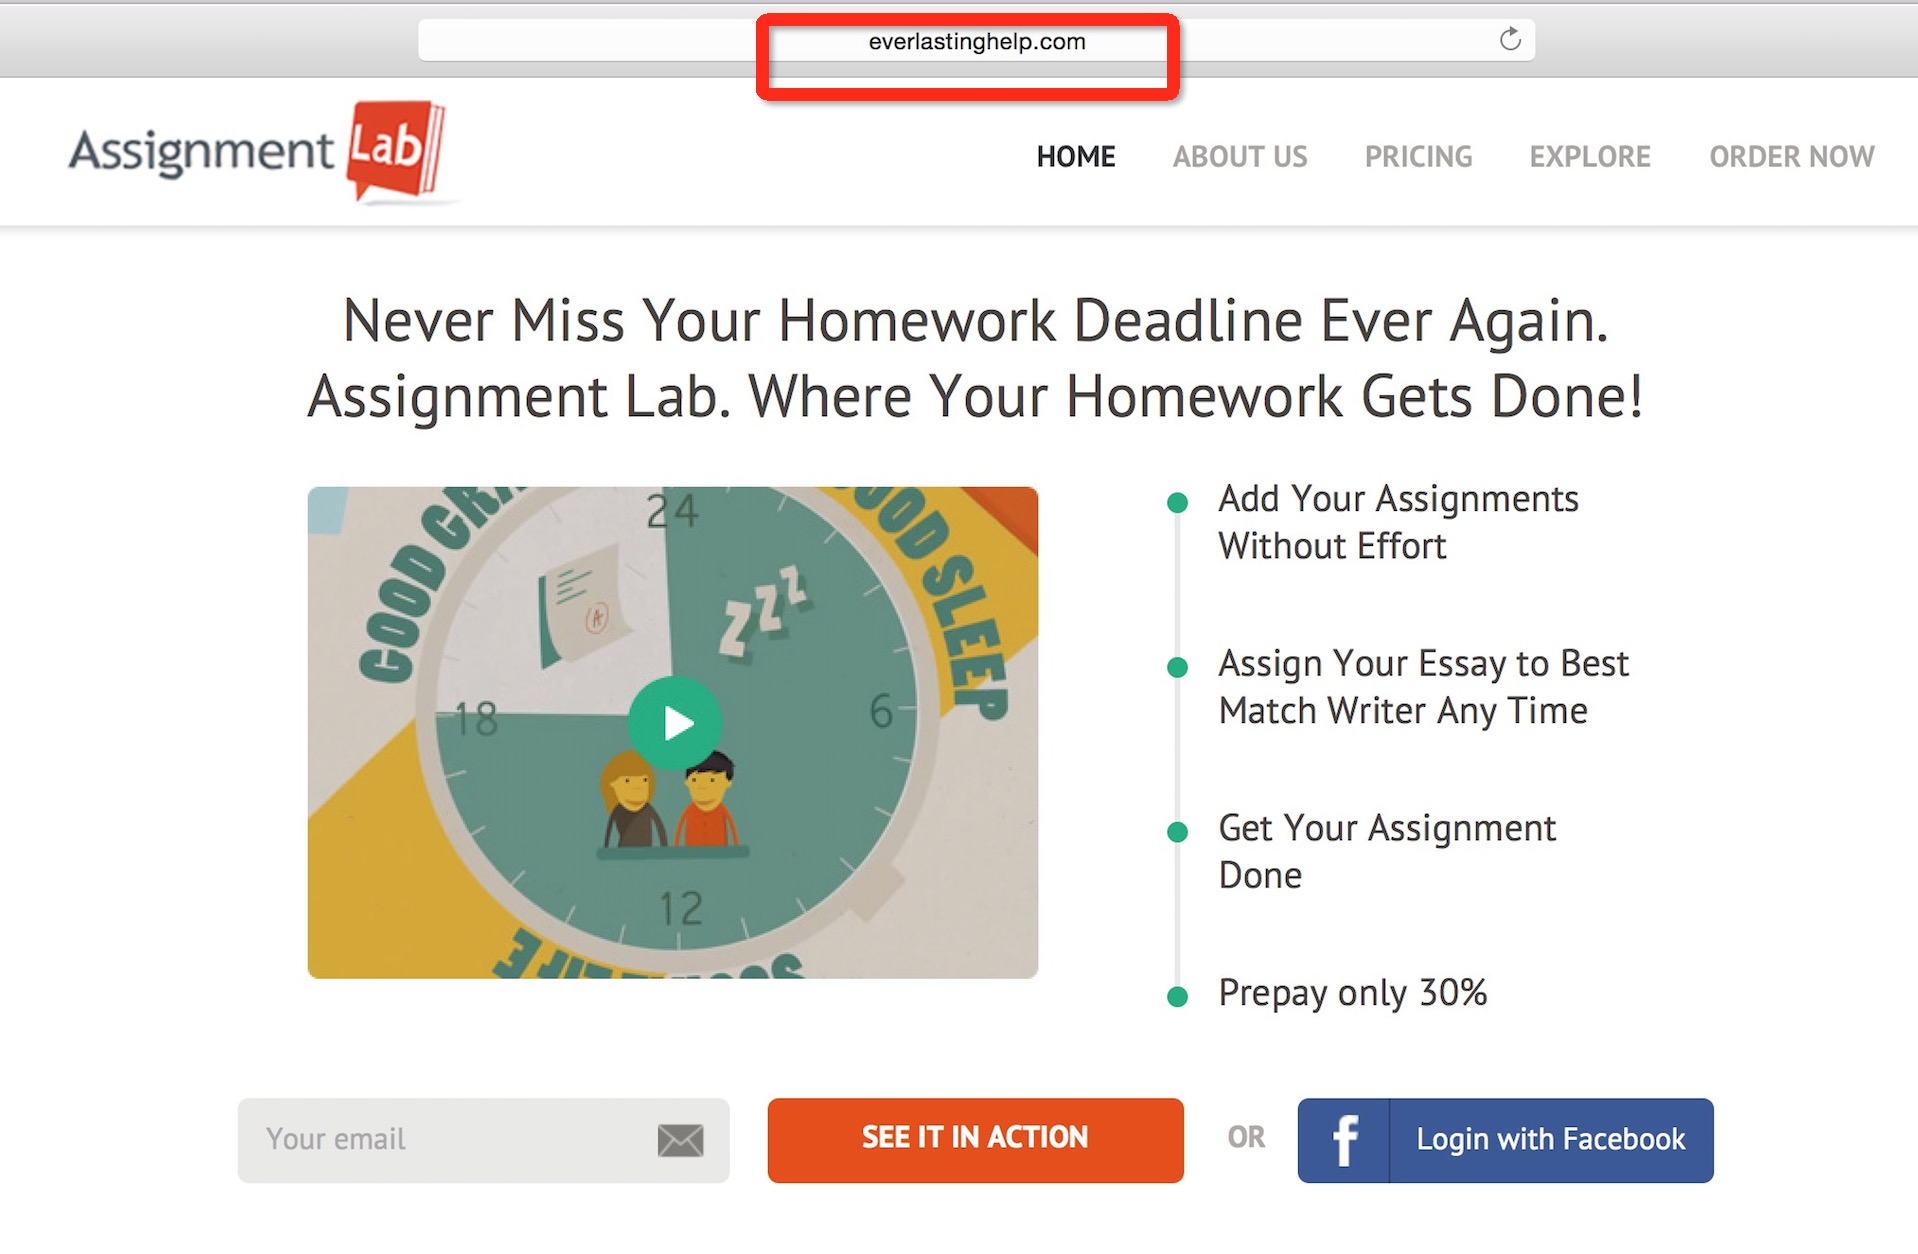 everlastinghelp.com
Assignment Lab
HOME ABOUT US PRICING EXPLORE ORDER NOW
Never Miss Your Homework Deadline Ever Again.
Assignment Lab. Where Your Homework Gets Done!
24
18
6
12
GOOD SLEEP
GOOD
zzz
A
Add Your Assignments
Without Effort
Assign Your Essay to Best
Match Writer Any Time
Get Your Assignment
Done
Prepay only 30%
Your email
SEE IT IN ACTION
OR
f Login with Facebook